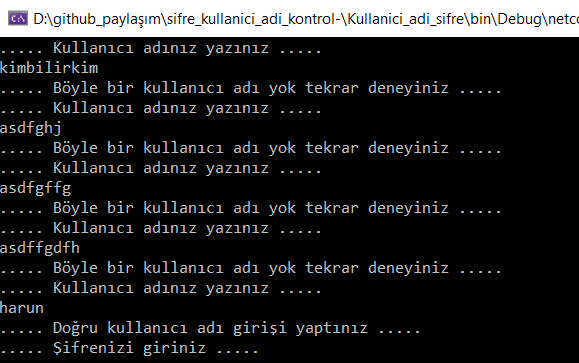 D:\github_paylaşım\sifre_kullanici_adi_kontrol-\Kullanici_adi_sifre\bin\Debug\netco
..... Kullanıcı adınız yazınız .....
kimbilirkim
..... Böyle bir kullanıcı adı yok tekrar deneyiniz .....
..... Kullanıcı adınız yazınız .....
asdfghj
..... Böyle bir kullanıcı adı yok tekrar deneyiniz .....
..... Kullanıcı adınız yazınız .....
asdfgffg
..... Böyle bir kullanıcı adı yok tekrar deneyiniz .....
..... Kullanıcı adınız yazınız .....
asdffgdfh
..... Böyle bir kullanıcı adı yok tekrar deneyiniz .....
..... Kullanıcı adınız yazınız .....
harun
..... Doğru kullanıcı adı girişi yaptınız .....
..... Şifrenizi giriniz .....